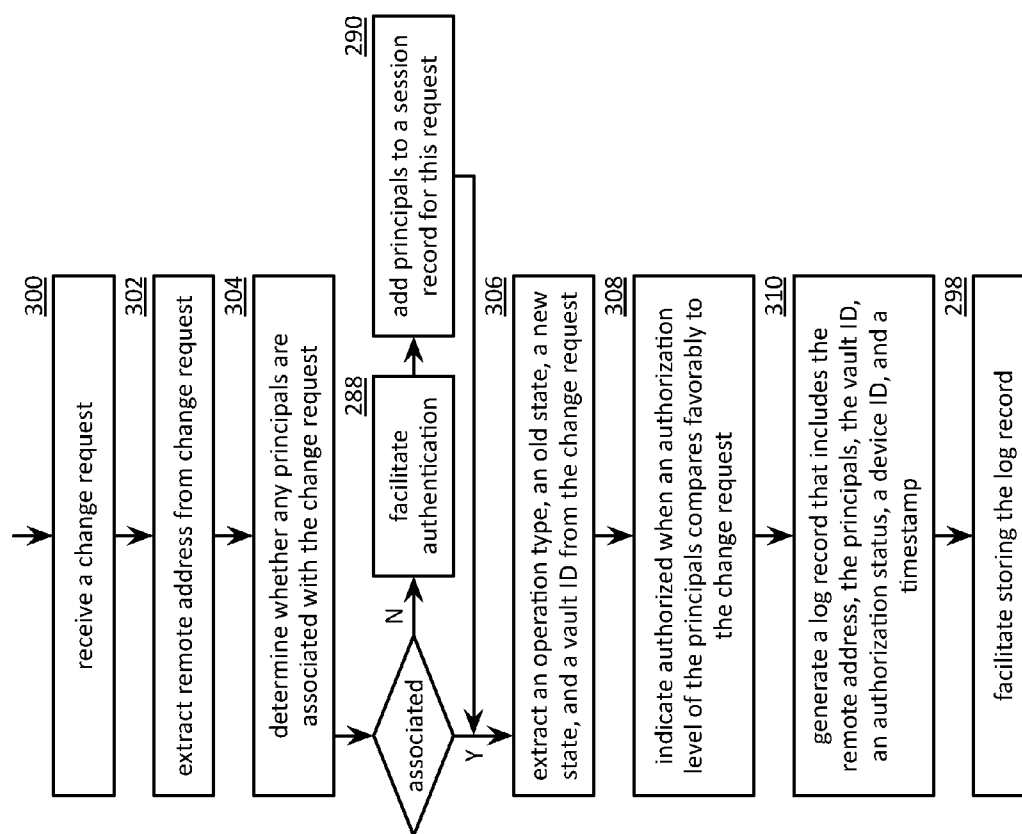 300
receive a change request
302
extract remote address from change request
304
determine whether any principals are
associated with the change request
associated
N
Y
288
facilitate
authentication
290
add principals to a session
record for this request
306
extract an operation type, an old state, a new
state, and a vault ID from the change request
308
indicate authorized when an authorization
level of the principals compares favorably to
the change request
310
generate a log record that includes the
remote address, the principals, the vault ID,
an authorization status, a device ID, and a
timestamp
298
facilitate storing the log record